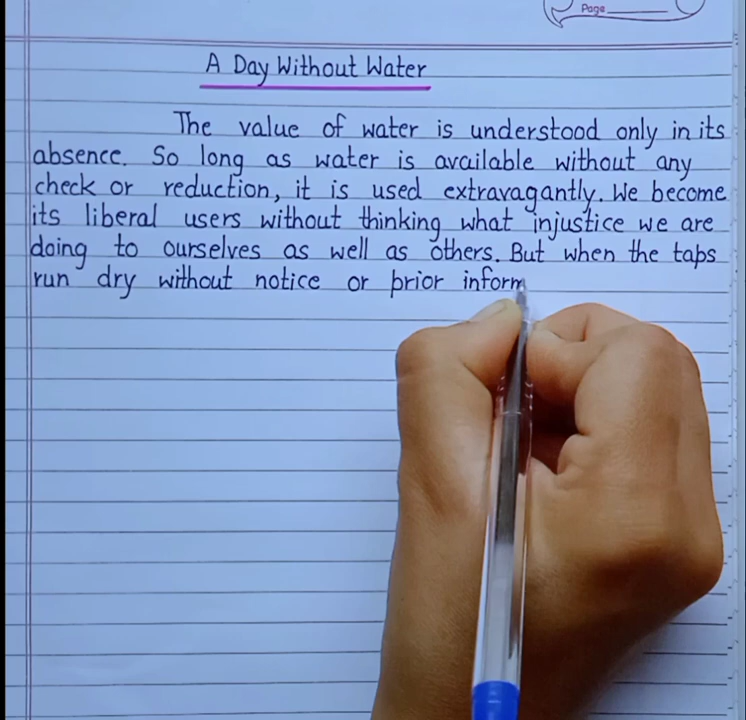 Page
A Day Without Water
The value of water is understood only in its
absence. So long as water is available without any
check or reduction, it is used extravagantly. We become
its liberal users without thinking what injustice we are
doing to ourselves as well as others. But when the taps
run dry without notice or prior inform